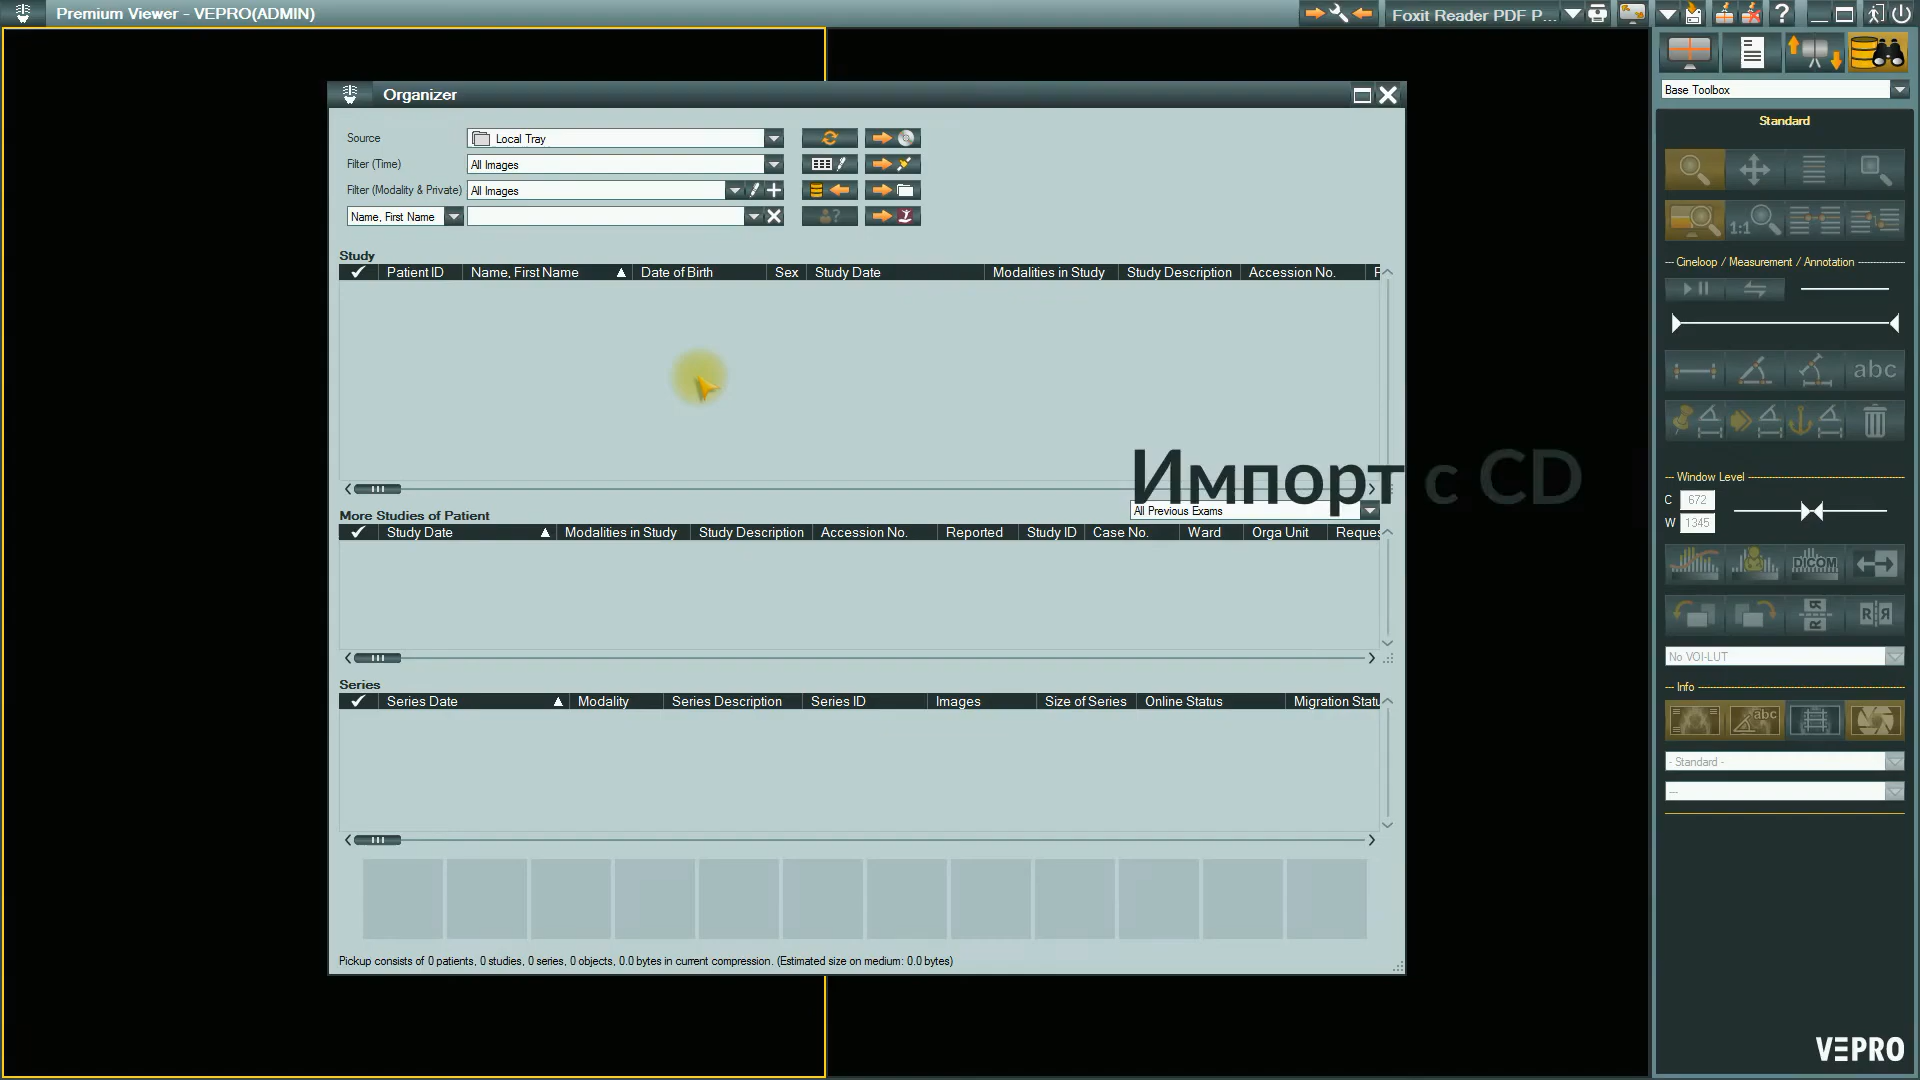 Premium Viewer - VEPRO(ADMIN)
Foxit Reader PDF P...
?
Organizer
Base Toolbox
Standard
Source
Local Tray
Filter (Time)
All Images
Filter (Modality & Private)
All Images
Name, First Name
?
1:1
Study
Patient ID Name, First Name Date of Birth Sex Study Date Modalities in Study Study Description Accession No.
--- Cineloop / Measurement / Annotation
abc
Импорт с CD
--- Window Level
C 672
W 1345
More Studies of Patient
All Previous Exams
Study Date Modalities in Study Study Description Accession No. Reported Study ID Case No. Ward Orga Unit Reques
DICOM
R R
R R
No VOI-LUT
--- Info
abc
- Standard -
---
Series
Series Date Modality Series Description Series ID Images Size of Series Online Status Migration Statu
Pickup consists of 0 patients, 0 studies, 0 series, 0 objects, 0.0 bytes in current compression. (Estimated size on medium: 0.0 bytes)
VEPRO